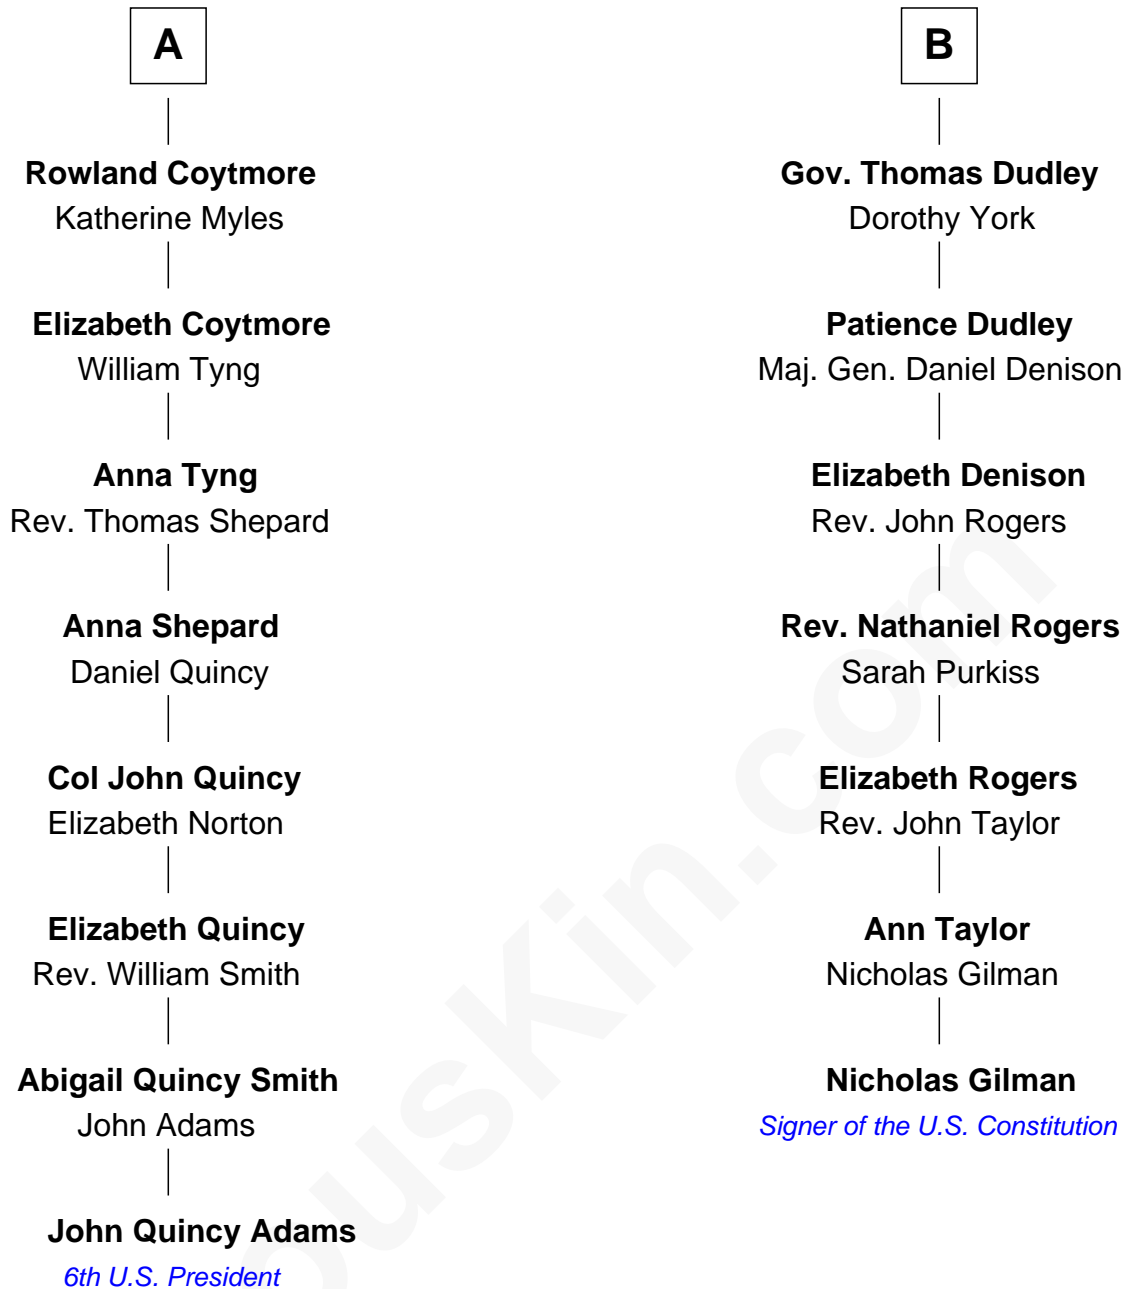 A
Rowland Coytmore
Katherine Myles
Elizabeth Coytmore
William Tyng
Anna Tyng
Rev. Thomas Shepard
Anna Shepard
Daniel Quincy
Col John Quincy
Elizabeth Norton
Elizabeth Quincy
Rev. William Smith
Abigail Quincy Smith
John Adams
John Quincy Adams
6th U.S. President
B
Gov. Thomas Dudley
Dorothy York
Patience Dudley
Maj. Gen. Daniel Denison
Elizabeth Denison
Rev. John Rogers
Rev. Nathaniel Rogers
Sarah Purkiss
Elizabeth Rogers
Rev. John Taylor
Ann Taylor
Nicholas Gilman
Nicholas Gilman
Signer of the U.S. Constitution
ousKin.com